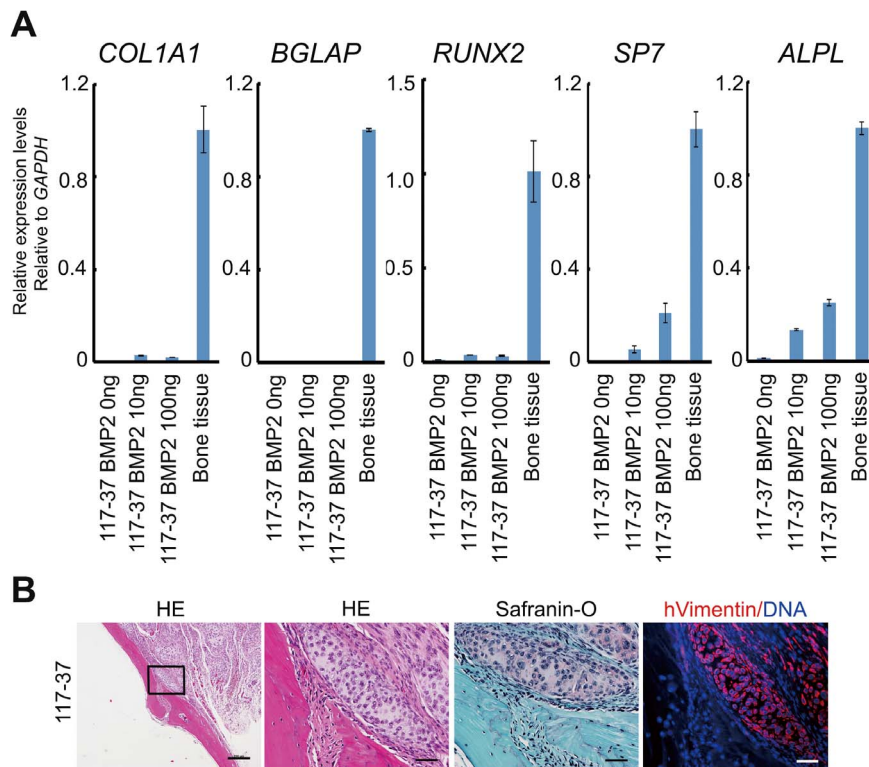 A
COL1A1
BGLAP
RUNX2
SP7
ALPL
Relative expression levels
Relative to GAPDH
1.2
0.8
0.4
0
1.2
0.8
0.4
0
1.5
1.0
0.5
0
1.2
0.8
0.4
0
1.2
0.8
0.4
0
117-37 BMP2 0ng
117-37 BMP2 10ng
117-37 BMP2 100ng
Bone tissue
117-37 BMP2 0ng
117-37 BMP2 10ng
117-37 BMP2 100ng
Bone tissue
117-37 BMP2 0ng
117-37 BMP2 10ng
117-37 BMP2 100ng
Bone tissue
117-37 BMP2 0ng
117-37 BMP2 10ng
117-37 BMP2 100ng
Bone tissue
117-37 BMP2 0ng
117-37 BMP2 10ng
117-37 BMP2 100ng
Bone tissue
B
HE
HE
Safranin-O
hVimentin/DNA
117-37